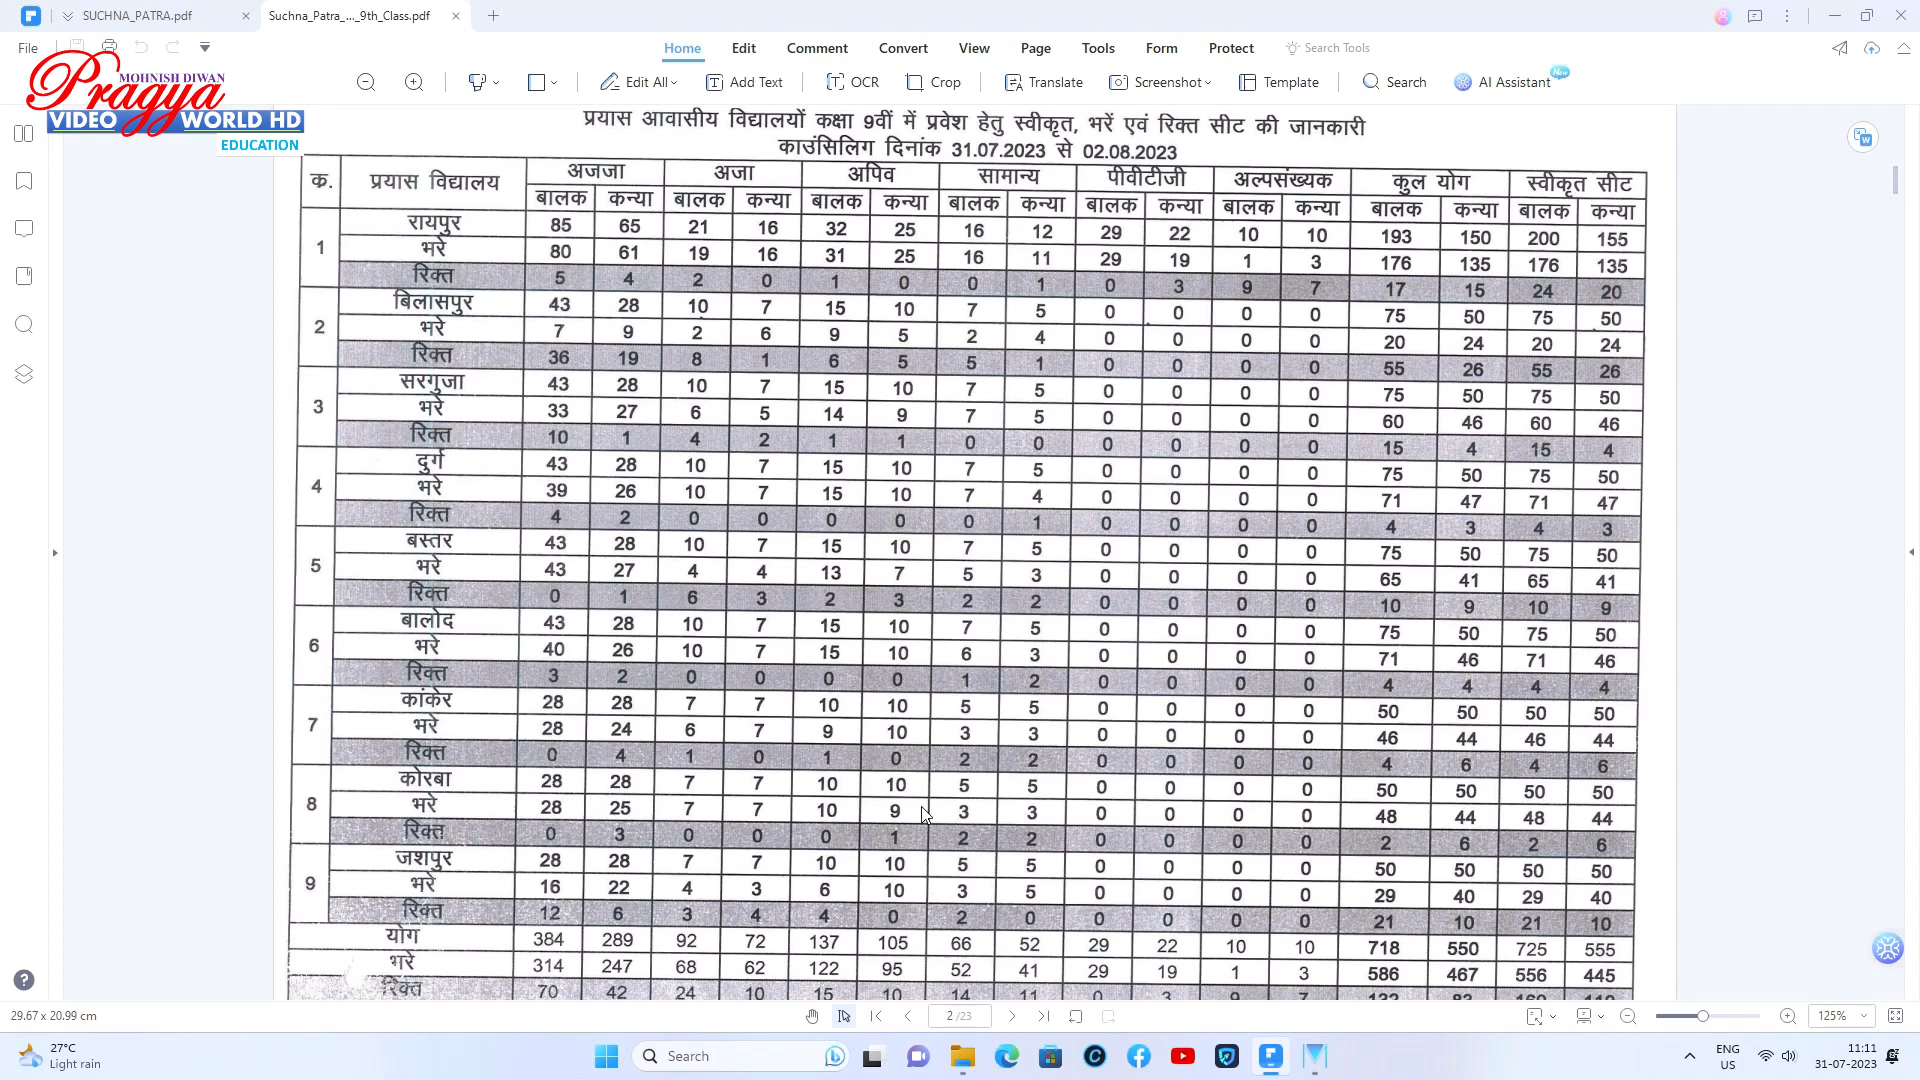 SUCHNA_PATRA.pdf
Suchna_Patra_..._9th_Class.pdf
File
Home Edit Comment Convert View Page Tools Form Protect Search Tools
MOHNISH DIWAN
Pragya
VIDEO WORLD HD
EDUCATION
Edit All Add Text OCR Crop Translate Screenshot Template Search AI Assistant New
प्रयास आवासीय विद्यालयों कक्षा 9वीं में प्रवेश हेतु स्वीकृत, भरें एवं रिक्त सीट की जानकारी
काउंसिलिग दिनांक 31.07.2023 से 02.08.2023
क. प्रयास विद्यालय अजजा अजा अपिव सामान्य पीवीटीजी अल्पसंख्यक कुल योग स्वीकृत सीट
बालक कन्या बालक कन्या बालक कन्या बालक कन्या बालक कन्या बालक कन्या बालक कन्या बालक कन्या
1 रायपुर 85 65 21 16 32 25 16 12 29 22 10 10 193 150 200 155
भरे 80 61 19 16 31 25 16 11 29 19 1 3 176 135 176 135
रिक्त 5 4 2 0 1 0 0 1 0 3 9 7 17 15 24 20
2 बिलासपुर 43 28 10 7 15 10 7 5 0 0 0 0 75 50 75 50
भरे 7 9 2 6 9 5 2 4 0 0 0 0 20 24 20 24
रिक्त 36 19 8 1 6 5 5 1 0 0 0 0 55 26 55 26
3 सरगुजा 43 28 10 7 15 10 7 5 0 0 0 0 75 50 75 50
भरे 33 27 6 5 14 9 7 5 0 0 0 0 60 46 60 46
रिक्त 10 1 4 2 1 1 0 0 0 0 0 0 15 4 15 4
4 दुर्ग 43 28 10 7 15 10 7 5 0 0 0 0 75 50 75 50
भरे 39 26 10 7 15 10 7 4 0 0 0 0 71 47 71 47
रिक्त 4 2 0 0 0 0 0 1 0 0 0 0 4 3 4 3
5 बस्तर 43 28 10 7 15 10 7 5 0 0 0 0 75 50 75 50
भरे 43 27 4 4 13 7 5 3 0 0 0 0 65 41 65 41
रिक्त 0 1 6 3 2 3 2 2 0 0 0 0 10 9 10 9
6 बालोद 43 28 10 7 15 10 7 5 0 0 0 0 75 50 75 50
भरे 40 26 10 7 15 10 6 3 0 0 0 0 71 46 71 46
रिक्त 3 2 0 0 0 0 1 2 0 0 0 0 4 4 4 4
7 कांकेर 28 28 7 7 10 10 5 5 0 0 0 0 50 50 50 50
भरे 28 24 6 7 9 10 3 3 0 0 0 0 46 44 46 44
रिक्त 0 4 1 0 1 0 2 2 0 0 0 0 4 6 4 6
8 कोरबा 28 28 7 7 10 10 5 5 0 0 0 0 50 50 50 50
भरे 28 25 7 7 10 9 3 3 0 0 0 0 48 44 48 44
रिक्त 0 3 0 0 0 1 2 2 0 0 0 0 2 6 2 6
9 जशपुर 28 28 7 7 10 10 5 5 0 0 0 0 50 50 50 50
भरे 16 22 4 3 6 10 3 5 0 0 0 0 29 40 29 40
रिक्त 12 6 3 4 4 0 2 0 0 0 0 0 21 10 21 10
योग 384 289 92 72 137 105 66 52 29 22 10 10 718 550 725 555
भरे 314 247 68 62 122 95 52 41 29 19 1 3 586 467 556 445
रिक्त 70 42 24 10 15 10 14 11 0 3 9 7
29.67 x 20.99 cm
2 /23
125%
27°C
Light rain
Search
ENG
US
11:11
31-07-2023